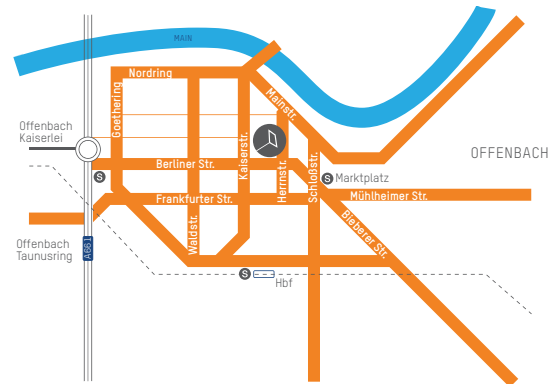 MAIN
Nordring
Goethering
Mainstr.
Offenbach
Kaiserlei
Kaiserstr.
Berliner Str.
Herrnstr.
Schloßstr.
OFFENBACH
S
S Marktplatz
Frankfurter Str.
Mühlheimer Str.
Waldstr.
Bieberer Str.
Offenbach
Taunusring
A661
S
Hbf